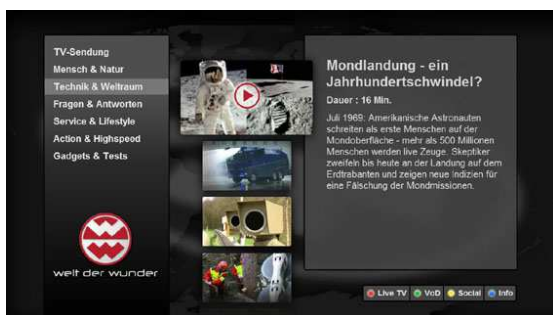 TV-Sendung
Mensch & Natur
Technik & Weltraum
Fragen & Antworten
Service & Lifestyle
Action & Highspeed
Gadgets & Tests
welt der wunder
Mondlandung - ein
Jahrhundertschwindel?
Dauer : 16 Min.
Juli 1969: Amerikanische Astronauten
schreiten als erste Menschen auf der
Mondoberfläche - mehr als 500 Millionen
Menschen werden live Zeuge. Skeptiker
zweifeln bis heute an der Landung auf dem
Erdtrabanten und zeigen neue Indizien für
eine Fälschung der Mondmissionen.
Live TV VoD Social Info